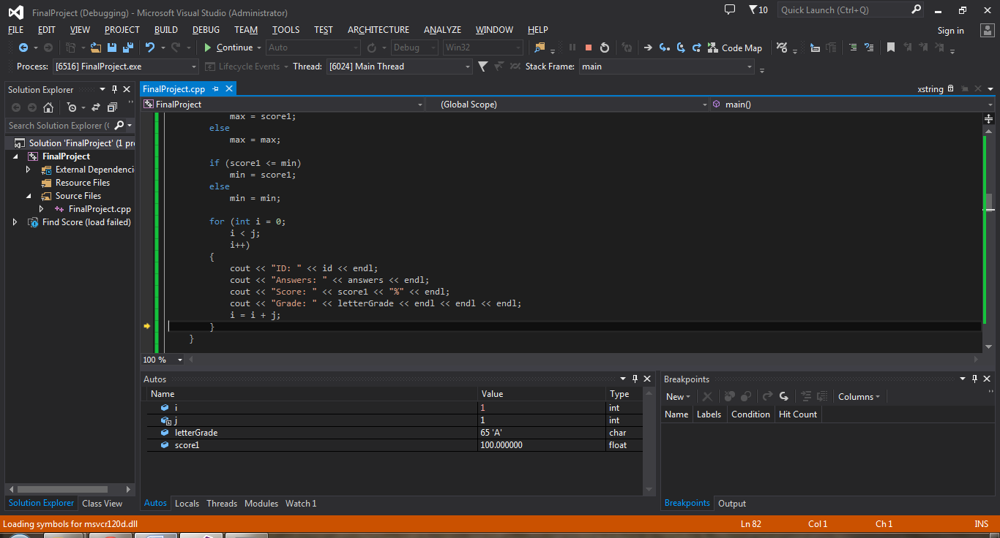 FinalProject (Debugging) - Microsoft Visual Studio (Administrator)
10
Quick Launch (Ctrl+Q)
FILE EDIT VIEW PROJECT BUILD DEBUG TEAM TOOLS TEST ARCHITECTURE ANALYZE WINDOW HELP
Sign in
Continue Auto Debug Win32 Code Map
Process: [6516] FinalProject.exe Lifecycle Events Thread: [6024] Main Thread Stack Frame: main
Solution Explorer
Search Solution Explorer (
Solution 'FinalProject' (1 pr
FinalProject
External Dependenci
Resource Files
Source Files
FinalProject.cpp
Find Score (load failed)
Solution Explorer Class View
FinalProject.cpp
xstring
FinalProject (Global Scope) main()
max = score1;
else
max = max;
if (score1 <= min)
min = score1;
else
min = min;
for (int i = 0;
i < j;
i++)
{
cout << "ID: " << id << endl;
cout << "Answers: " << answers << endl;
cout << "Score: " << score1 << "%" << endl;
cout << "Grade: " << letterGrade << endl << endl << endl;
i = i + j;
}
}
100 %
Autos
Name Value Type
i 1 int
j 1 int
letterGrade 65 'A' char
score1 100.000000 float
Autos Locals Threads Modules Watch 1
Breakpoints
New Columns
Name Labels Condition Hit Count
Breakpoints Output
Loading symbols for msvcr120d.dll Ln 82 Col 1 Ch 1 INS